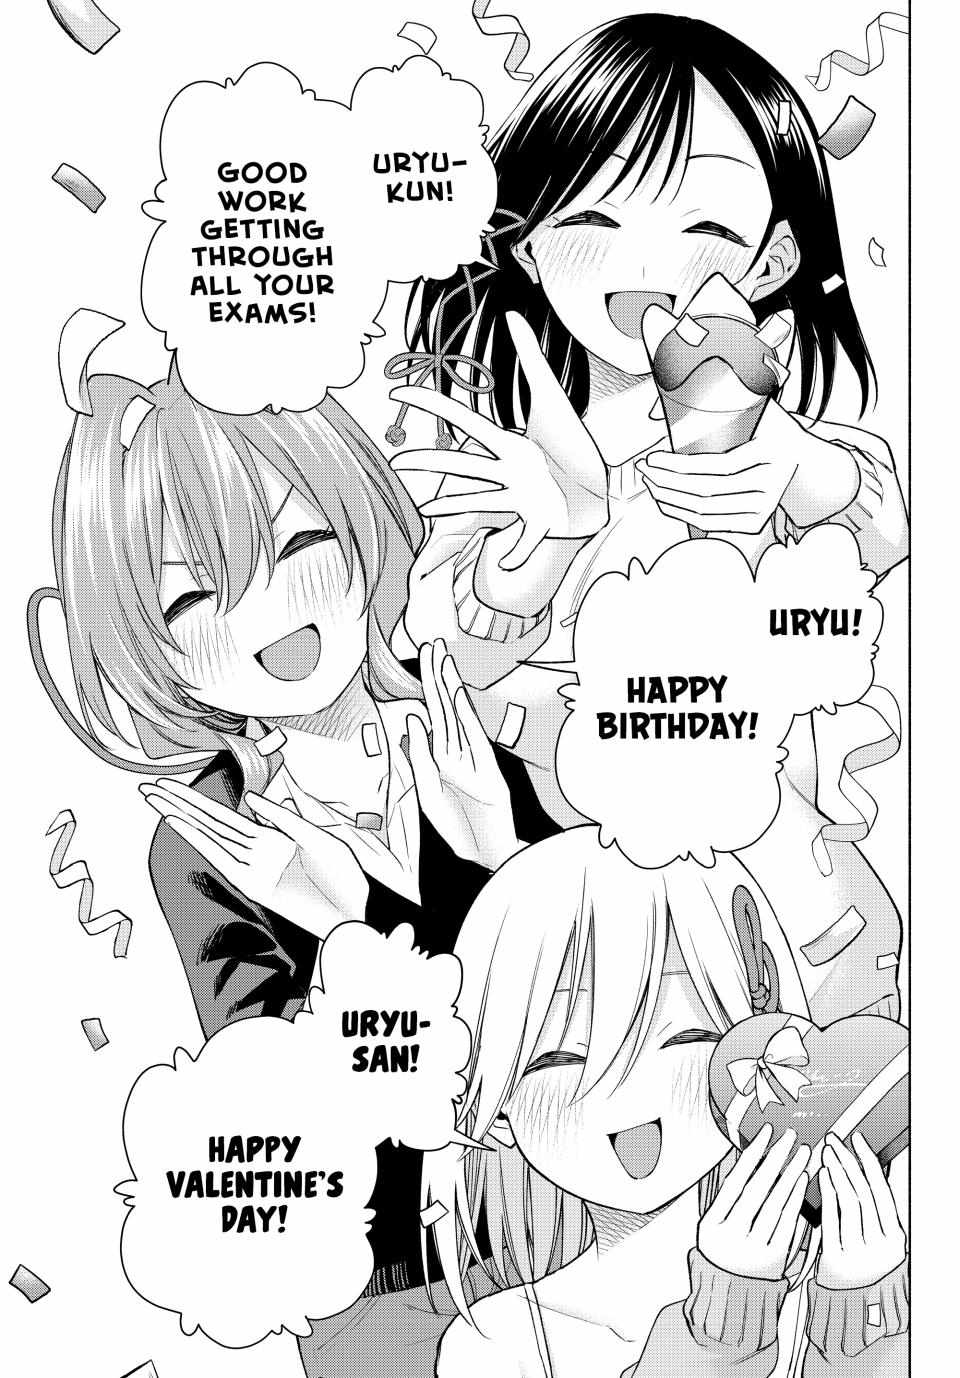 URYU-
KUN!
GOOD
WORK
GETTING
THROUGH
ALL YOUR
EXAMS!
URYU!
HAPPY
BIRTHDAY!
URYU-
SAN!
HAPPY
VALENTINE'S
DAY!